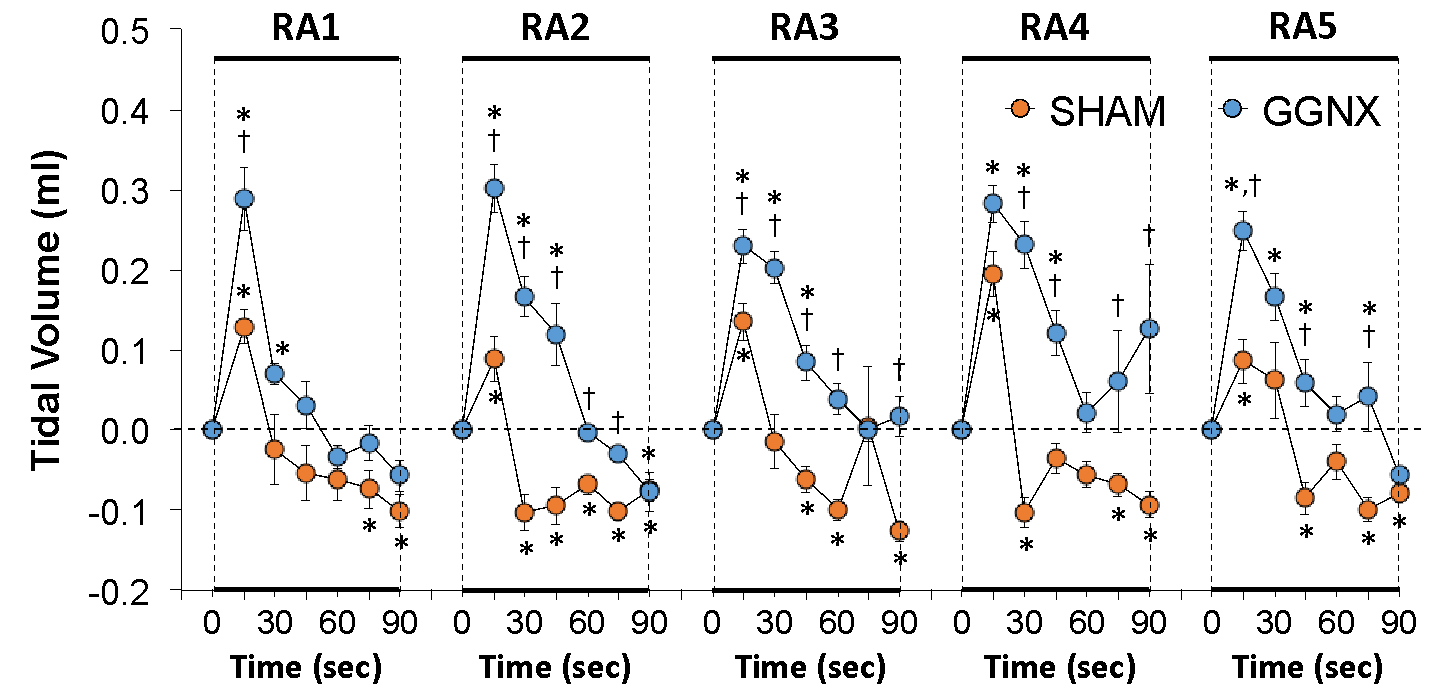 RA1 RA2 RA3 RA4 RA5
0.5
0.4
0.3
0.2
0.1
0.0
-0.1
-0.2
Tidal Volume (ml)
SHAM GGNX
* † * *
* *
* † * † * † * † † *
* * * * * *
* † * † * † † †
* * * *
* * † * † † †
* * * *
*,† * * † * †
* * * *
0 30 60 90 0 30 60 90 0 30 60 90 0 30 60 90 0 30 60 90
Time (sec) Time (sec) Time (sec) Time (sec) Time (sec)